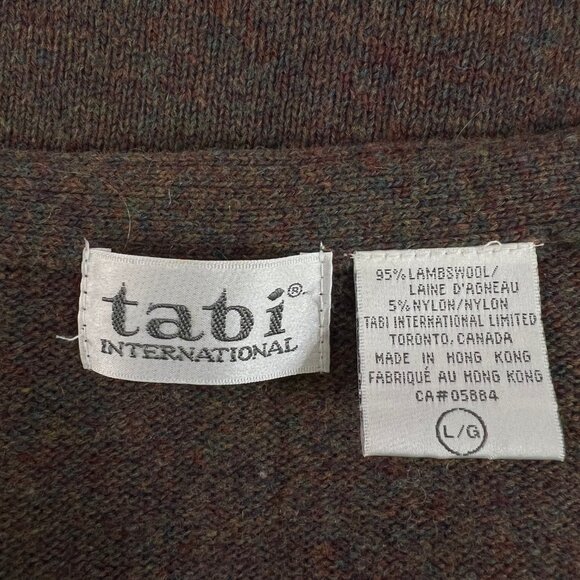 tabi®
INTERNATIONAL
95% LAMBSWOOL/
LAINE D'AGNEAU
5% NYLON/NYLON
TABI INTERNATIONAL LIMITED
TORONTO, CANADA
MADE IN HONG KONG
FABRIQUÉ AU HONG KONG
CA#05884
L/G